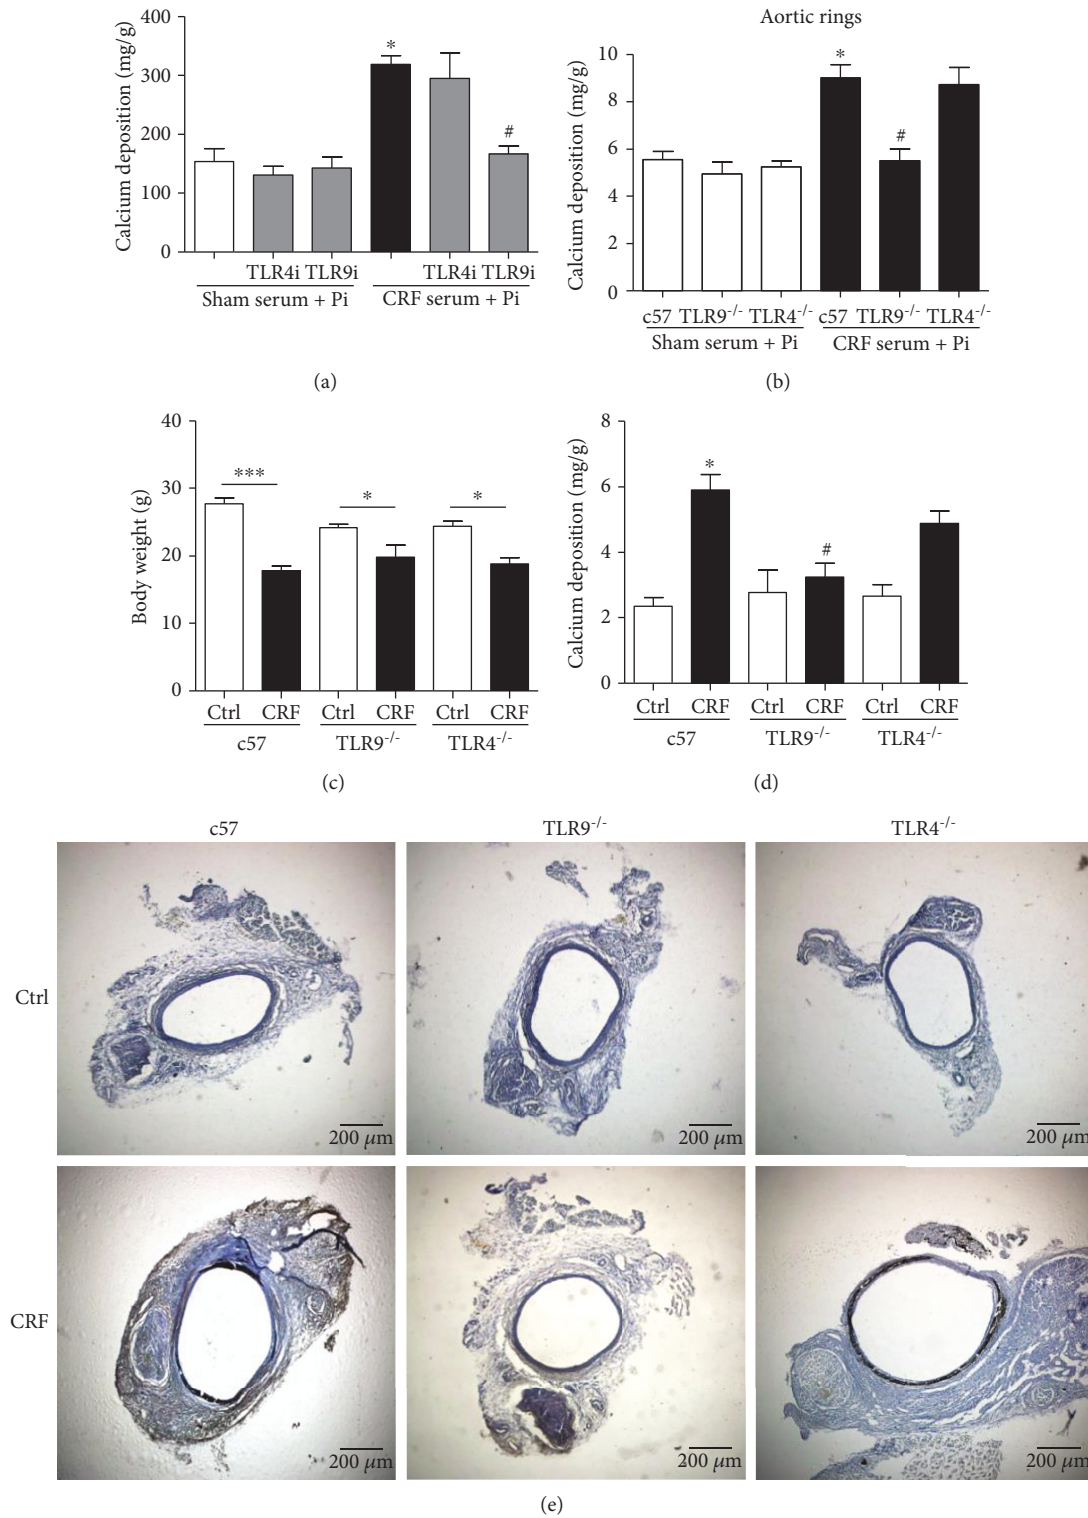 Calcium deposition (mg/g)
400
300
200
100
0
*
#
TLR4i TLR9i TLR4i TLR9i
Sham serum + Pi CRF serum + Pi
(a)
Aortic rings
Calcium deposition (mg/g)
10
8
6
4
2
0
*
#
c57 TLR9-/- TLR4-/- c57 TLR9-/- TLR4-/-
Sham serum + Pi CRF serum + Pi
(b)
Body weight (g)
40
30
20
10
0
***
*
*
Ctrl CRF Ctrl CRF Ctrl CRF
c57 TLR9-/- TLR4-/-
(c)
Calcium deposition (mg/g)
8
6
4
2
0
*
#
Ctrl CRF Ctrl CRF Ctrl CRF
c57 TLR9-/- TLR4-/-
(d)
c57 TLR9-/- TLR4-/-
Ctrl
200 μm 200 μm 200 μm
CRF
200 μm 200 μm 200 μm
(e)